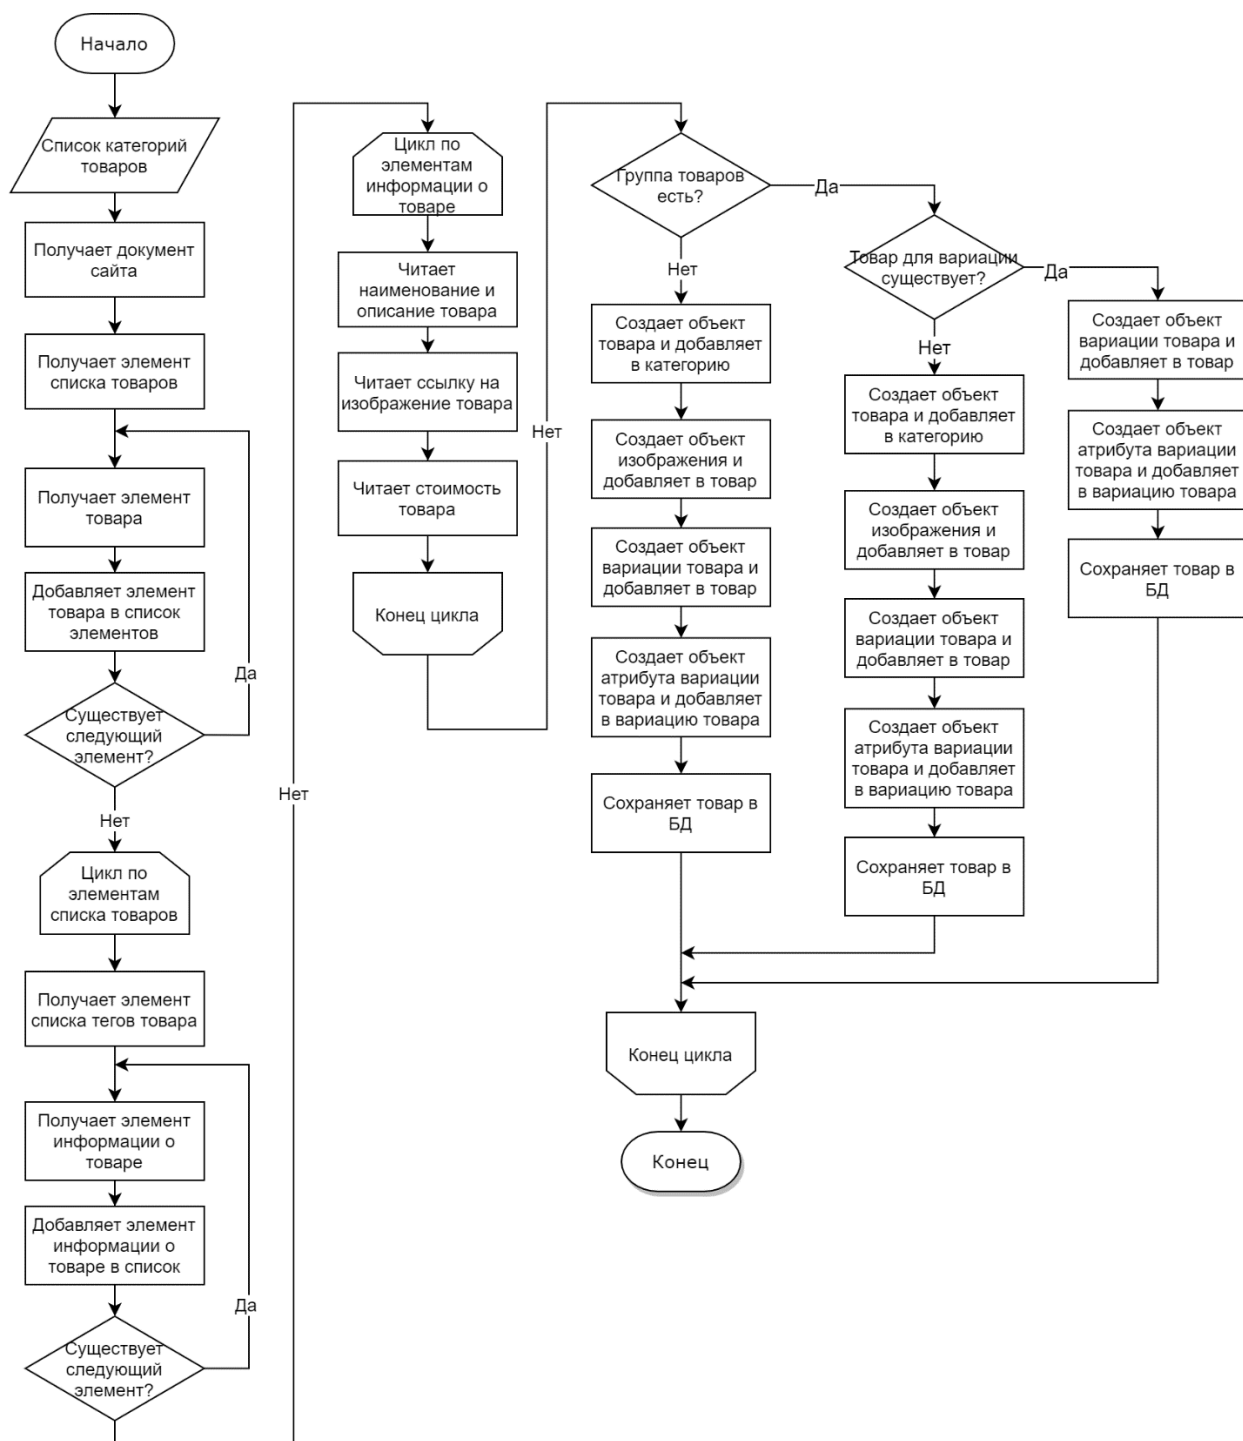 Начало
Список категорий
товаров
Получает документ
сайта
Получает элемент
списка товаров
Получает элемент
товара
Добавляет элемент
товара в список
элементов
Да
Существует
следующий
элемент?
Нет
Цикл по
элементам
списка товаров
Получает элемент
списка тегов товара
Получает элемент
информации о
товаре
Добавляет элемент
информации о
товаре в список
Да
Существует
следующий
элемент?
Нет
Цикл по
элементам
информации о
товаре
Читает
наименование и
описание товара
Читает ссылку на
изображение товара
Читает стоимость
товара
Конец цикла
Нет
Группа товаров
есть?
Да
Нет
Создает объект
товара и добавляет
в категорию
Создает объект
изображения и
добавляет в товар
Создает объект
вариации товара и
добавляет в товар
Создает объект
атрибута вариации
товара и добавляет
в вариацию товара
Сохраняет товар в
БД
Товар для вариации
существует?
Да
Нет
Создает объект
товара и добавляет
в категорию
Создает объект
изображения и
добавляет в товар
Создает объект
вариации товара и
добавляет в товар
Создает объект
атрибута вариации
товара и добавляет
в вариацию товара
Сохраняет товар в
БД
Создает объект
вариации товара и
добавляет в товар
Создает объект
атрибута вариации
товара и добавляет
в вариацию товара
Сохраняет товар в
БД
Конец цикла
Конец